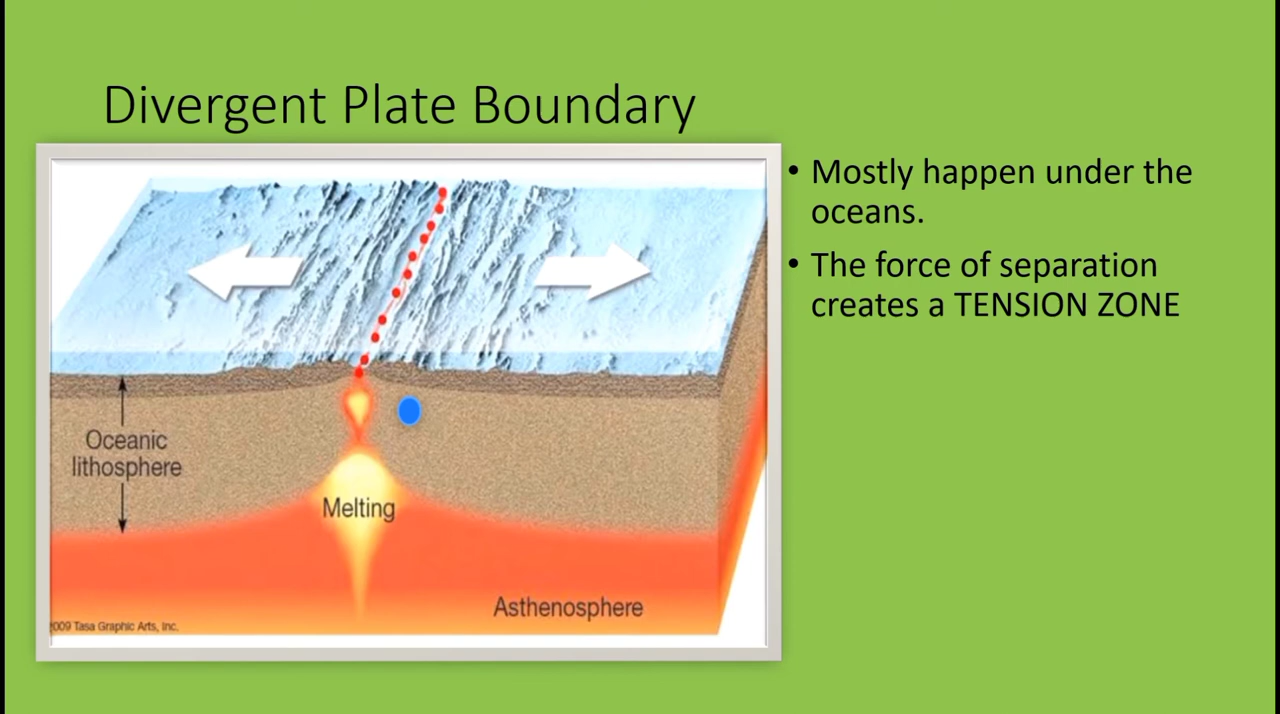 Divergent Plate Boundary
• Mostly happen under the
oceans.
• The force of separation
creates a TENSION ZONE
Oceanic
lithosphere
Melting
Asthenosphere
2009 Tasa Graphic Arts, Inc.